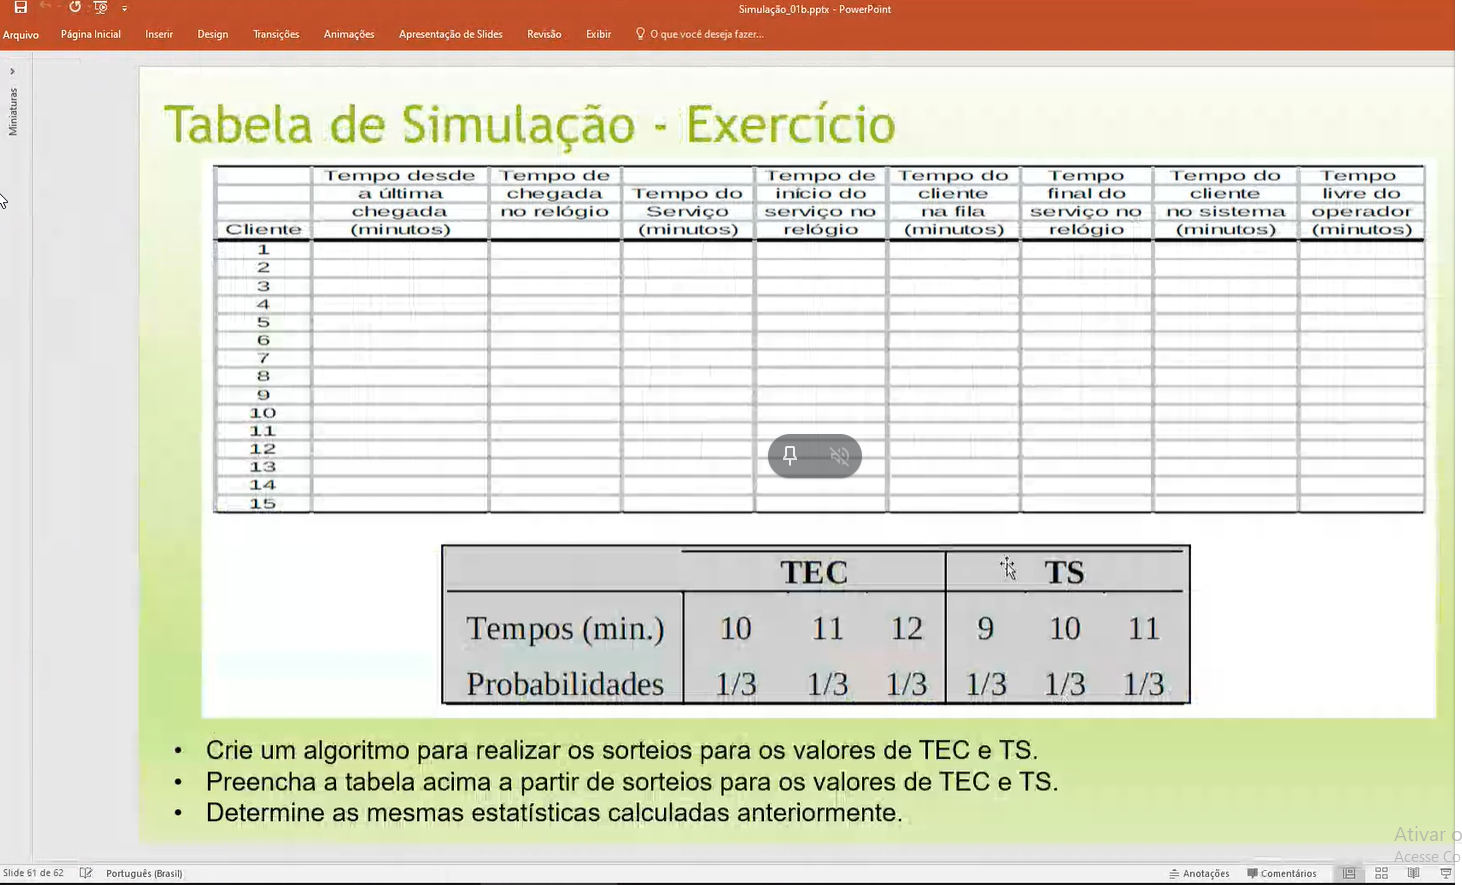 Simulação_01b.pptx - PowerPoint
Arquivo Página Inicial Inserir Design Transições Animações Apresentação de Slides Revisão Exibir O que você deseja fazer...
Miniaturas
Tabela de Simulação - Exercício
Cliente
Tempo desde
a última
chegada
(minutos)
Tempo de
chegada
no relógio
Tempo do
Serviço
(minutos)
Tempo de
início do
serviço no
relógio
Tempo do
cliente
na fila
(minutos)
Tempo
final do
serviço no
relógio
Tempo do
cliente
no sistema
(minutos)
Tempo
livre do
operador
(minutos)
1
2
3
4
5
6
7
8
9
10
11
12
13
14
15
TEC TS
Tempos (min.) 10 11 12 9 10 11
Probabilidades 1/3 1/3 1/3 1/3 1/3 1/3
• Crie um algoritmo para realizar os sorteios para os valores de TEC e TS.
• Preencha a tabela acima a partir de sorteios para os valores de TEC e TS.
• Determine as mesmas estatísticas calculadas anteriormente.
Ativar o
Acesse Co
Slide 61 de 62 Português (Brasil) Anotações Comentários